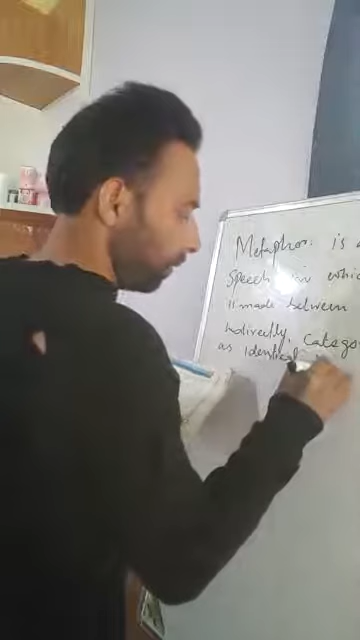 Metaphor. is a
Speech in which
is made between
Indirectly. Catego
as identical